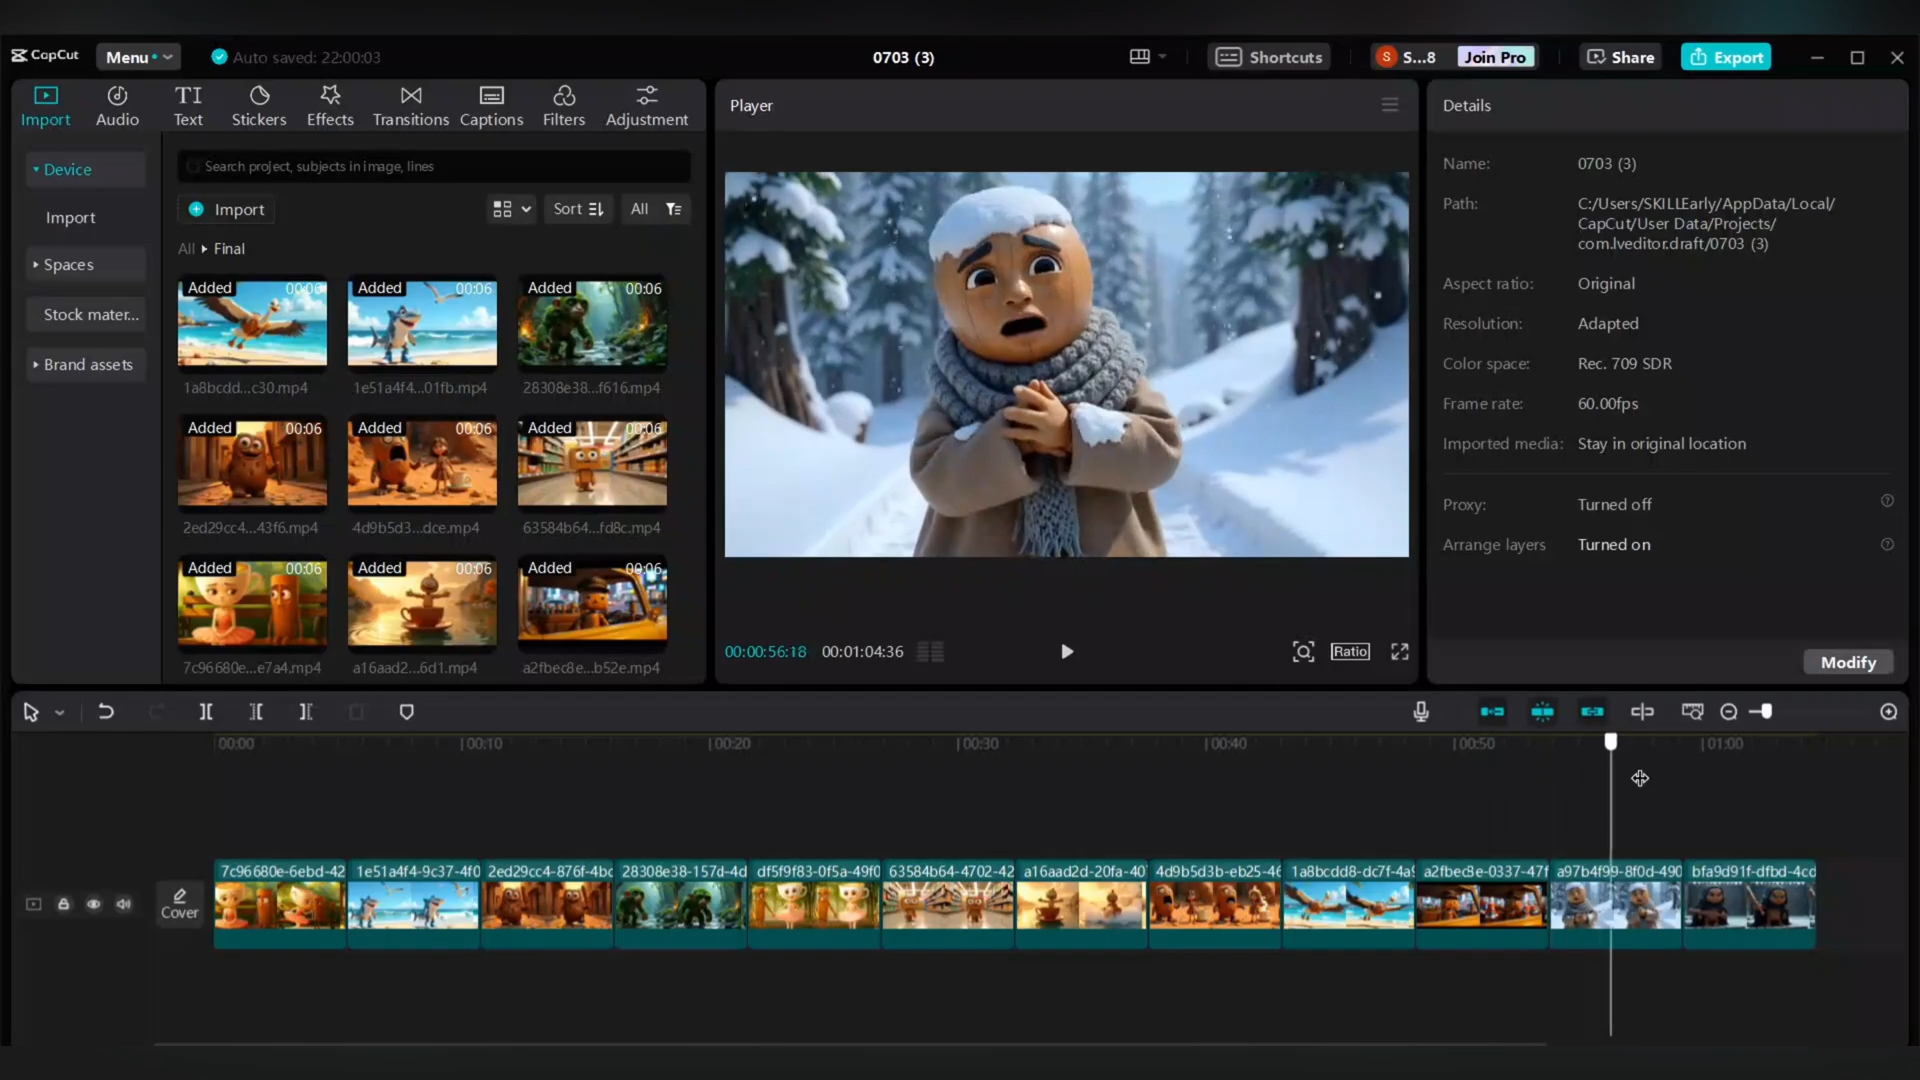 CapCut
Menu
Auto saved: 22:00:03
0703 (3)
Shortcuts
S
S...8
Join Pro
Share
Export
Import
Audio
TI
Text
Stickers
Effects
Transitions
Captions
Filters
Adjustment
Device
Import
Spaces
Stock mater...
Brand assets
Search project, subjects in image, lines
Import
Sort
All
All
Final
Added 00:06
Added 00:06
Added 00:06
1a8bcdd...c30.mp4
1e51a4f4...01fb.mp4
28308e38...f616.mp4
Added 00:06
Added 00:06
Added 00:06
2ed29cc4...43f6.mp4
4d9b5d3...dce.mp4
63584b64...fd8c.mp4
Added 00:06
Added 00:06
Added 00:06
7c96680e...e7a4.mp4
a16aad2...6d1.mp4
a2fbec8e...b52e.mp4
Player
00:00:56:18
00:01:04:36
Ratio
Details
Name: 0703 (3)
Path: C:/Users/SKILLEarly/AppData/Local/
CapCut/User Data/Projects/
com.lveditor.draft/0703 (3)
Aspect ratio: Original
Resolution: Adapted
Color space: Rec. 709 SDR
Frame rate: 60.00fps
Imported media: Stay in original location
Proxy: Turned off
Arrange layers Turned on
Modify
00:00
00:10
00:20
00:30
00:40
00:50
01:00
Cover
7c96680e-6ebd-42
1e51a4f4-9c37-4f0
2ed29cc4-876f-4bc
28308e38-157d-4d
df5f9f83-0f5a-49f0
63584b64-4702-42
a16aad2d-20fa-40
4d9b5d3b-eb25-46
1a8bcdd8-dc7f-4a9
a2fbec8e-0337-47f
a97b4f99-8f0d-490
bfa9d91f-dfbd-4cd